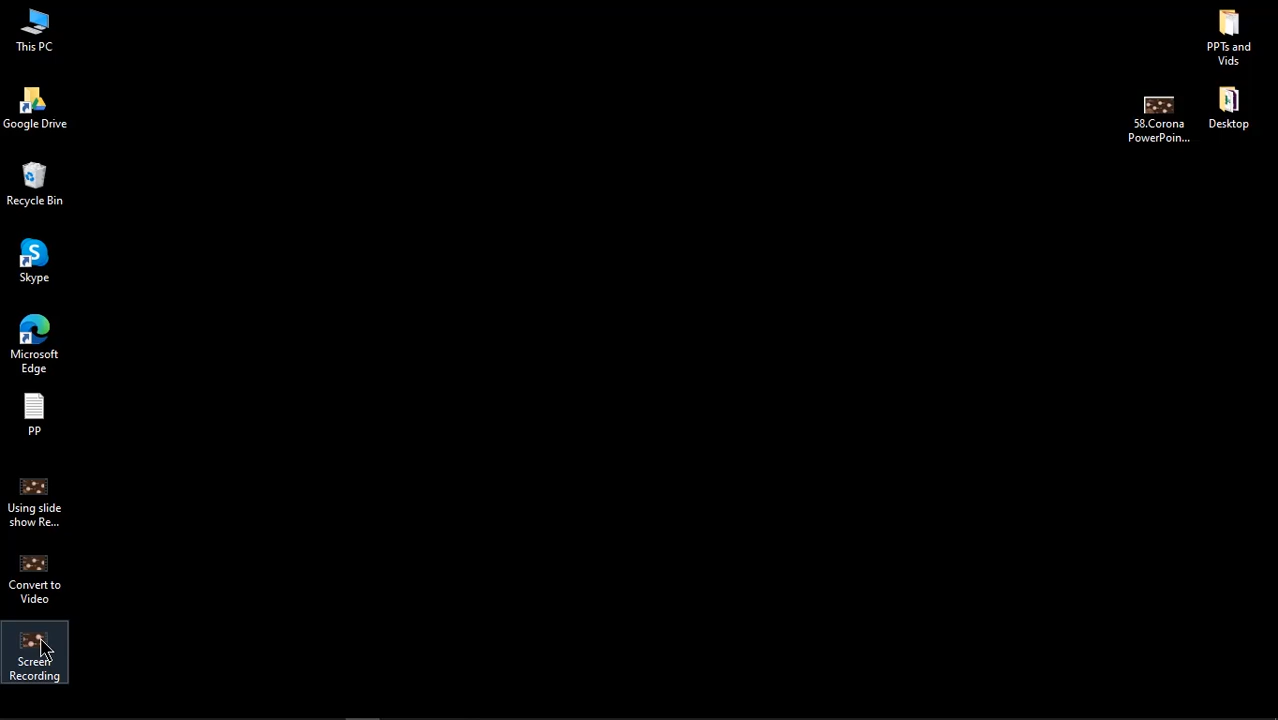 This PC
Google Drive
Recycle Bin
Skype
Microsoft
Edge
PP
Using slide
show Re...
Convert to
Video
Screen
Recording
PPTs and
Vids
58.Corona
PowerPoin...
Desktop